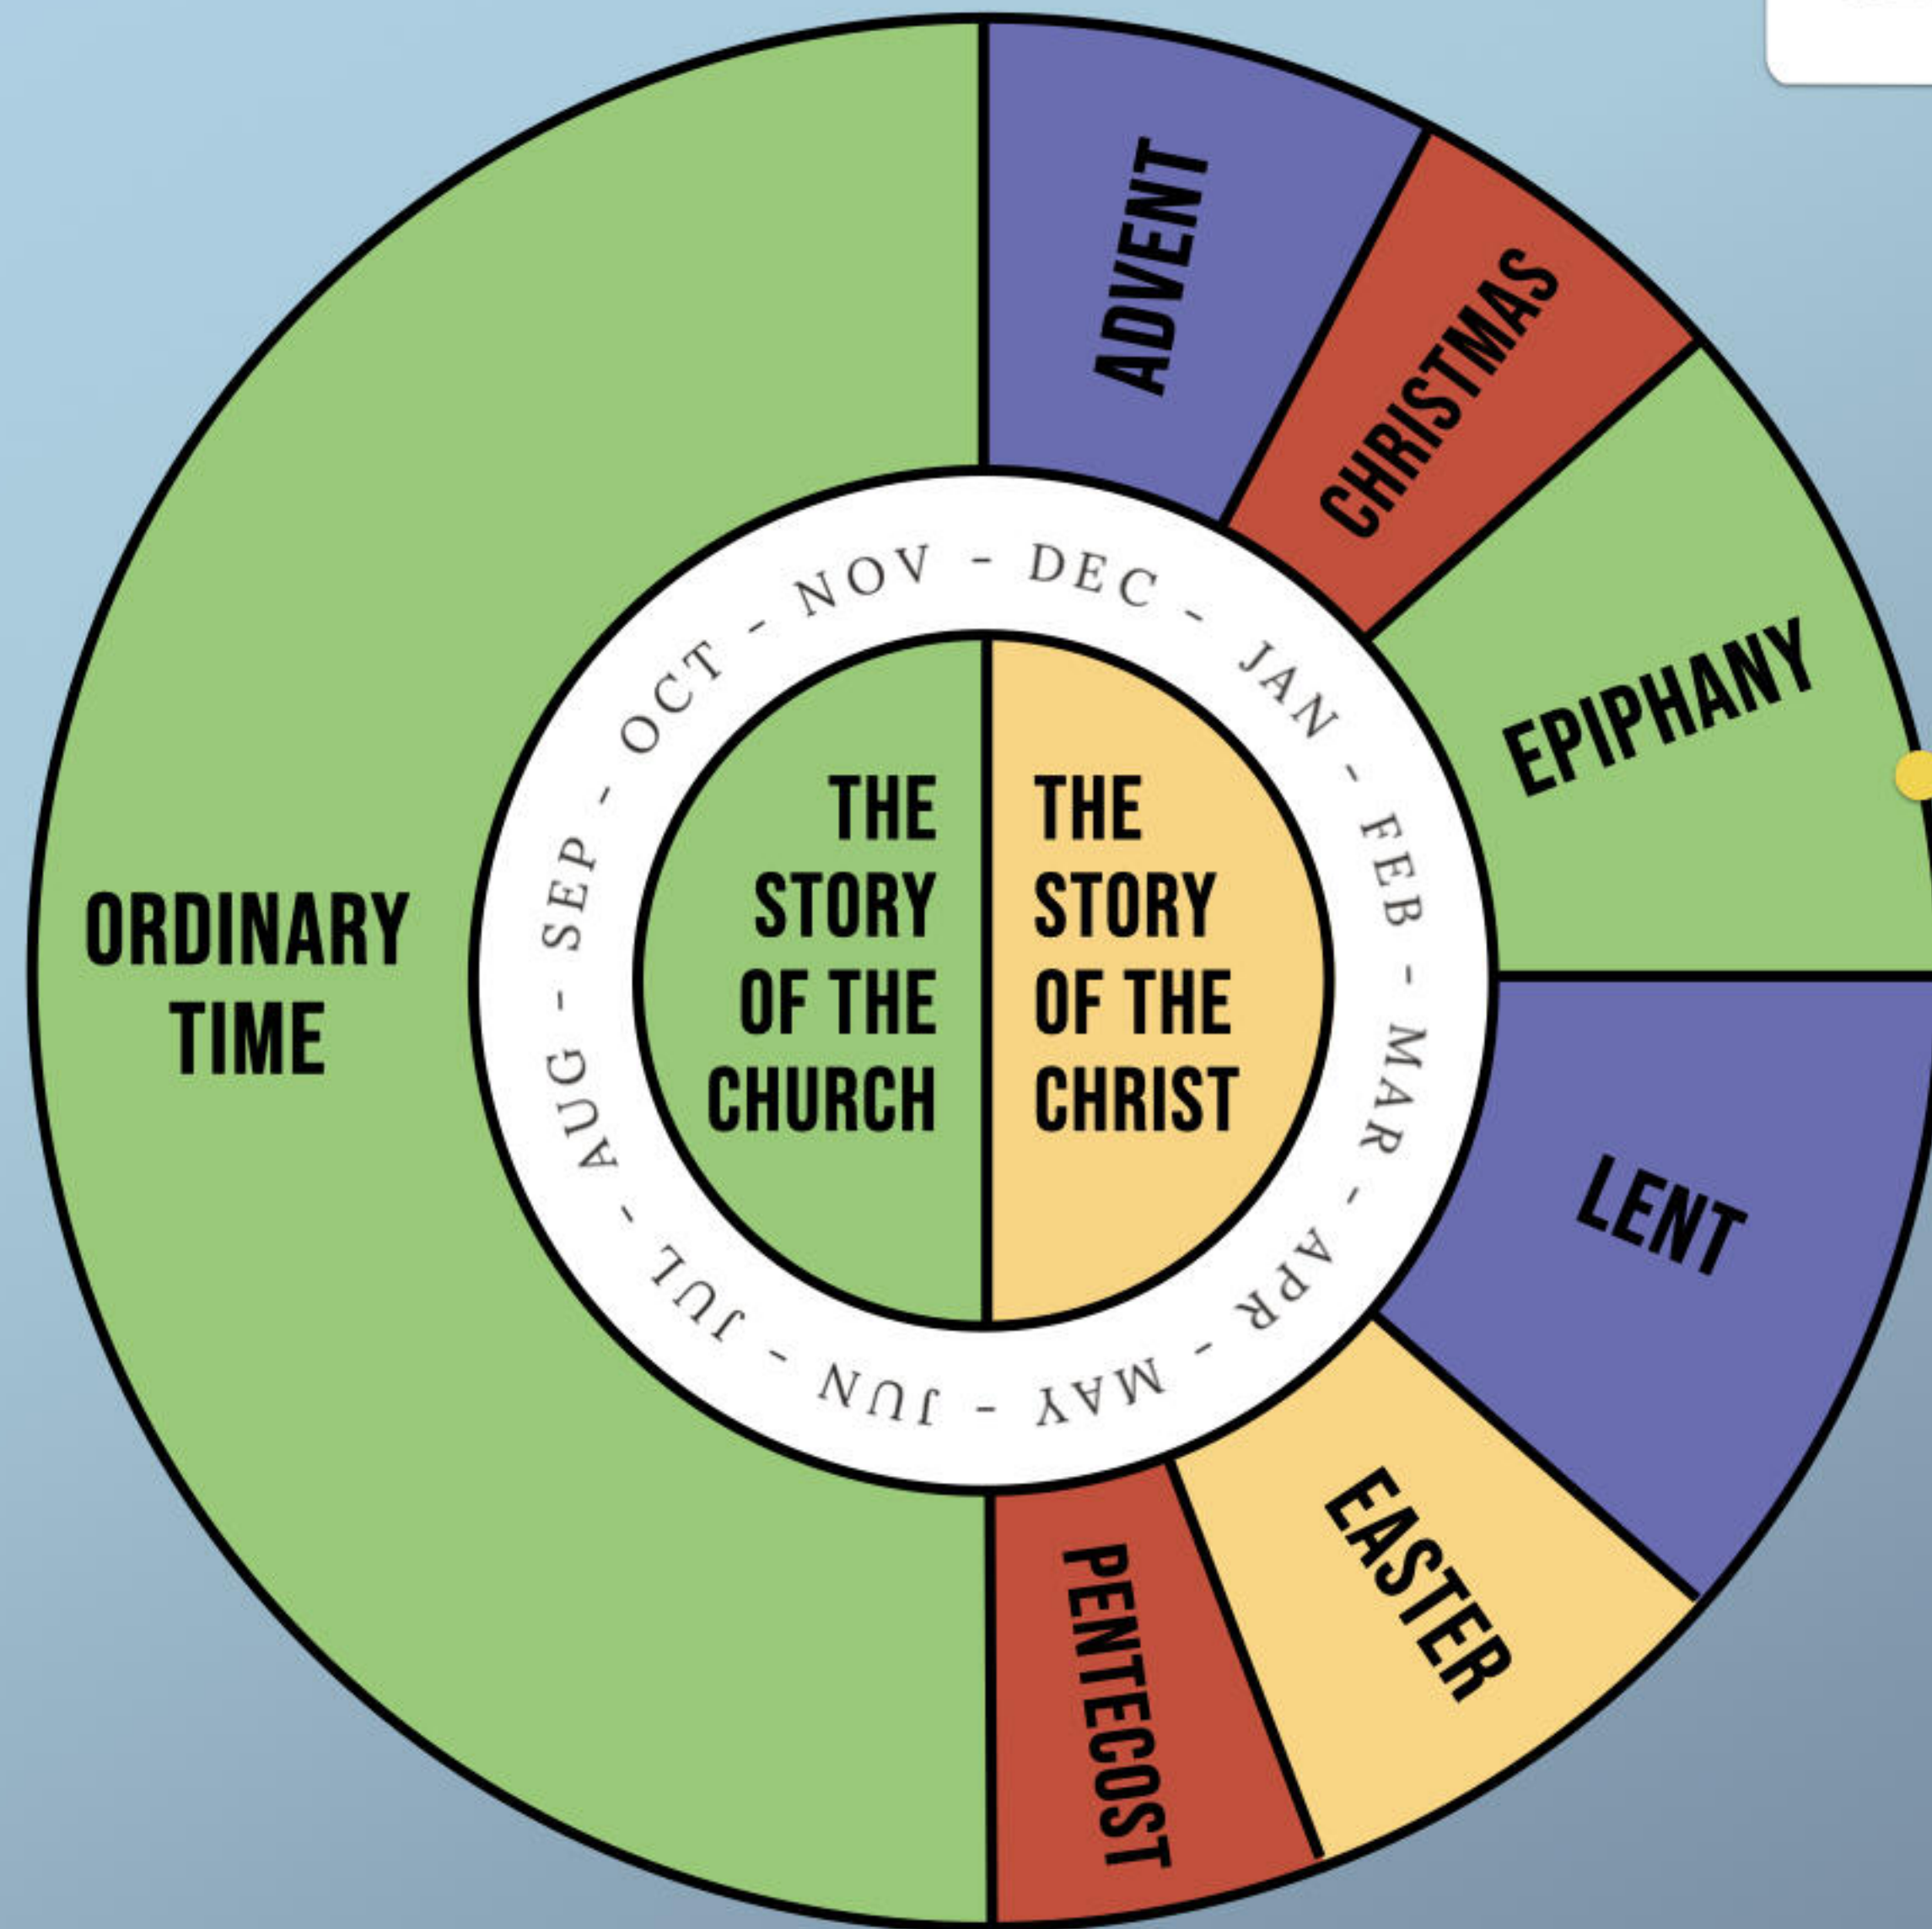 ADVENT
CHRISTMAS
EPIPHANY
LENT
EASTER
PENTECOST
ORDINARY
TIME
DEC - JAN - FEB - MAR - APR - MAY - JUN - JUL - AUG - SEP - OCT - NOV -
THE
STORY
OF THE
CHURCH
THE
STORY
OF THE
CHRIST